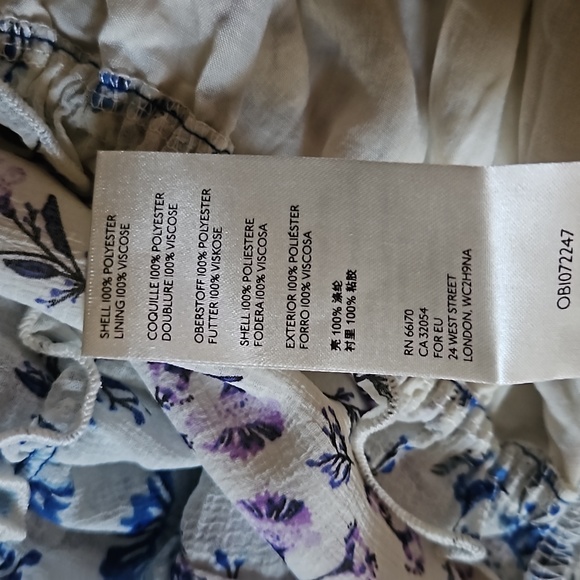 SHELL 100% POLYESTER
LINING 100% VISCOSE
COQUILLE 100% POLYESTER
DOUBLURE 100% VISCOSE
OBERSTOFF 100% POLYESTER
FUTTER 100% VISKOSE
SHELL 100% POLIESTERE
FODERA 100% VISCOSA
EXTERIOR 100% POLIÉSTER
FORRO 100% VISCOSA
壳 100% 涤纶
衬里 100% 粘胶
RN 66170
CA 32054
FOR EU
24 WEST STREET
LONDON, WC2H9NA
OBI072247